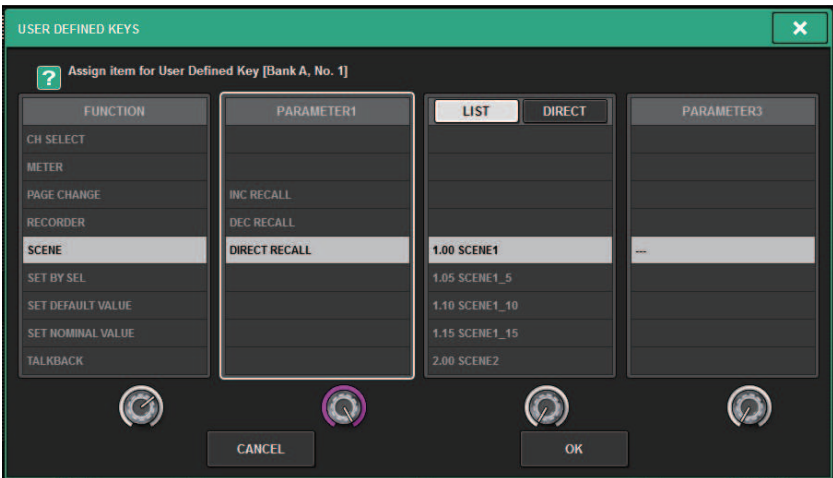 USER DEFINED KEYS
?
Assign item for User Defined Key [Bank A, No. 1]
FUNCTION
CH SELECT
METER
PAGE CHANGE
RECORDER
SCENE
SET BY SEL
SET DEFAULT VALUE
SET NOMINAL VALUE
TALKBACK
PARAMETER1
INC RECALL
DEC RECALL
DIRECT RECALL
LIST DIRECT
1.00 SCENE1
1.05 SCENE1_5
1.10 SCENE1_10
1.15 SCENE1_15
2.00 SCENE2
PARAMETER3
---
CANCEL
OK